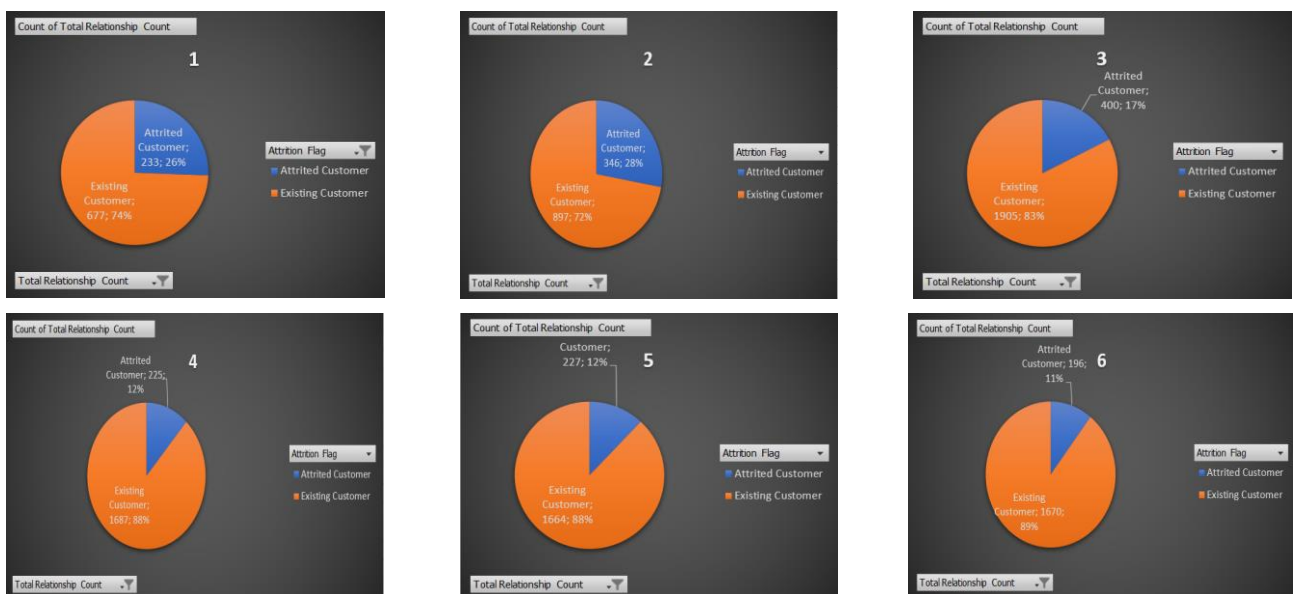 Count of Total Relationship Count
1
Attrited
Customer;
233; 26%
Existing
Customer;
677; 74%
Attrition Flag
Attrited Customer
Existing Customer
Total Relationship Count
Count of Total Relationship Count
2
Attrited
Customer;
346; 28%
Existing
Customer;
897; 72%
Attrition Flag
Attrited Customer
Existing Customer
Total Relationship Count
Count of Total Relationship Count
3
Attrited
Customer;
400; 17%
Existing
Customer;
1905; 83%
Attrition Flag
Attrited Customer
Existing Customer
Total Relationship Count
Count of Total Relationship Count
4
Attrited
Customer; 225;
12%
Existing
Customer;
1687; 88%
Attrition Flag
Attrited Customer
Existing Customer
Total Relationship Count
Count of Total Relationship Count
5
Customer;
227; 12%
Existing
Customer;
1664; 88%
Attrition Flag
Attrited Customer
Existing Customer
Total Relationship Count
Count of Total Relationship Count
6
Attrited
Customer; 196;
11%
Existing
Customer; 1670;
89%
Attrition Flag
Attrited Customer
Existing Customer
Total Relationship Count